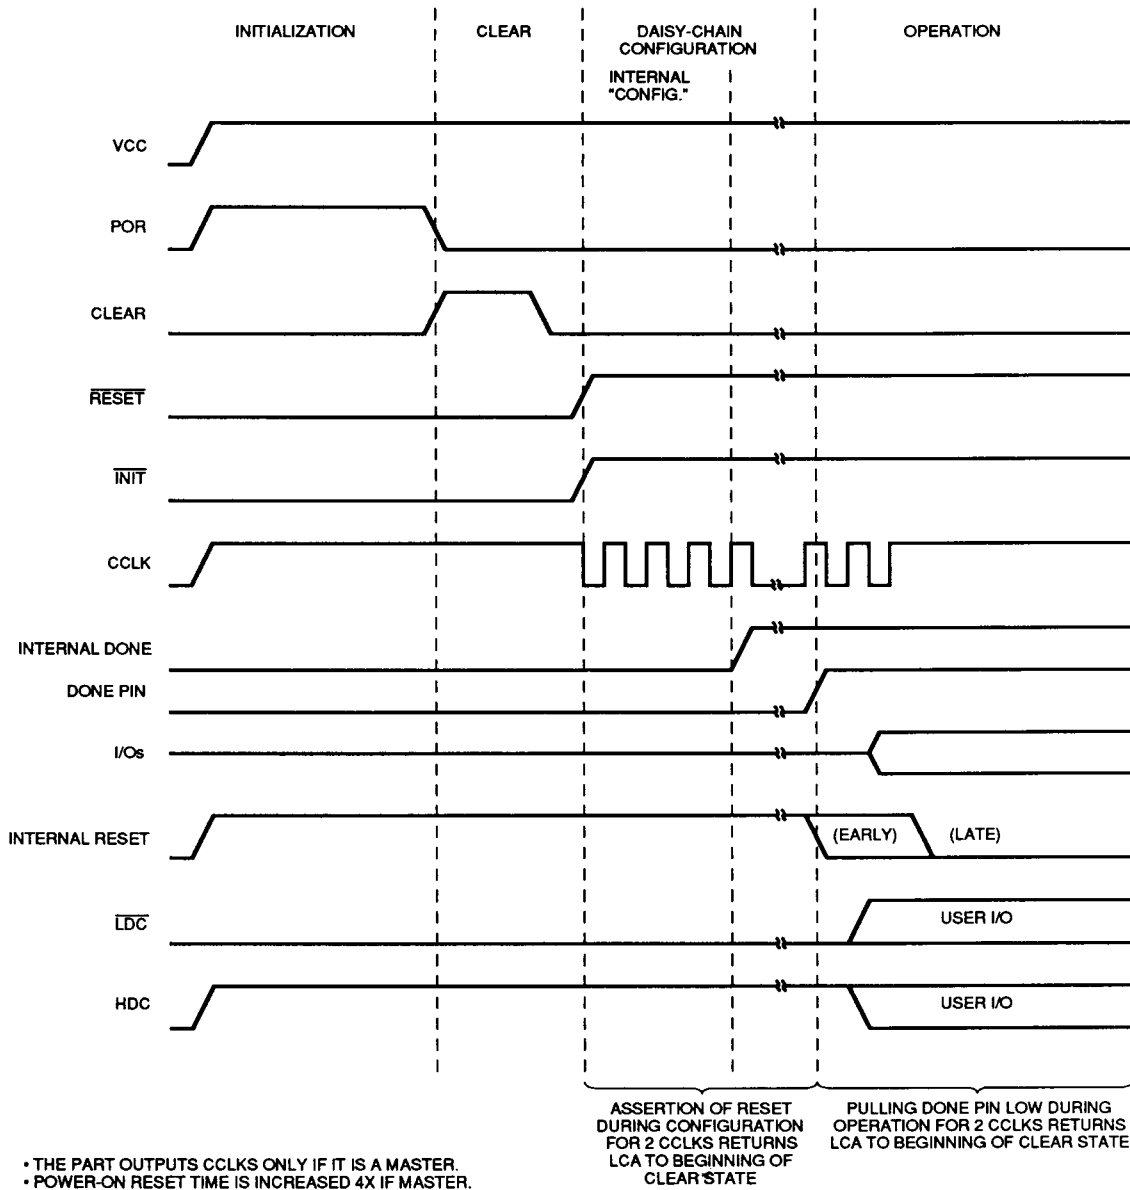 INITIALIZATION
CLEAR
DAISY-CHAIN
CONFIGURATION
OPERATION
INTERNAL
"CONFIG."
VCC
POR
CLEAR
RESET
INIT
CCLK
INTERNAL DONE
DONE PIN
I/Os
INTERNAL RESET
(EARLY)
(LATE)
LDC
USER I/O
HDC
USER I/O
ASSERTION OF RESET
DURING CONFIGURATION
FOR 2 CCLKS RETURNS
LCA TO BEGINNING OF
CLEAR STATE
PULLING DONE PIN LOW DURING
OPERATION FOR 2 CCLKS RETURNS
LCA TO BEGINNING OF CLEAR STATE
• THE PART OUTPUTS CCLKS ONLY IF IT IS A MASTER.
• POWER-ON RESET TIME IS INCREASED 4X IF MASTER.